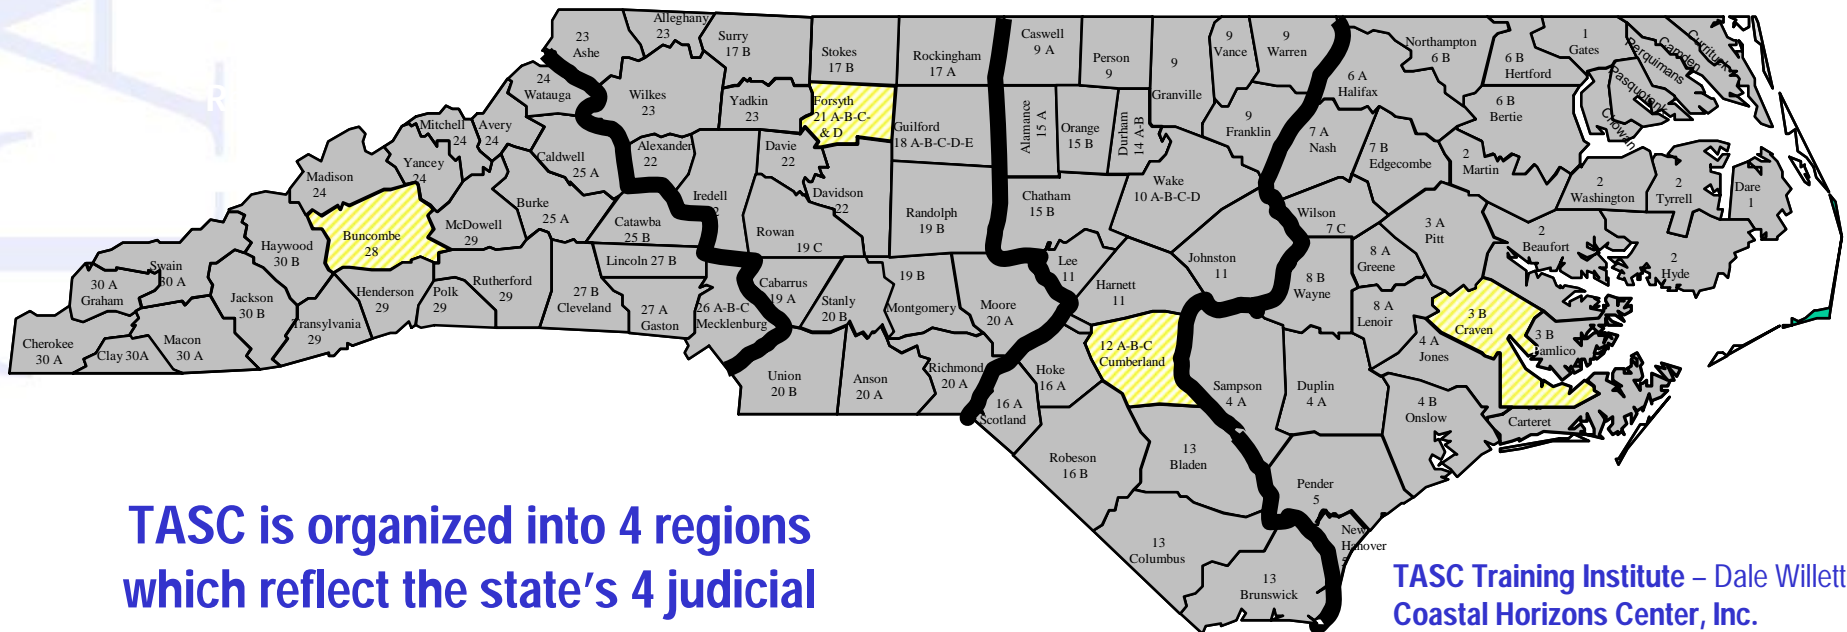 Alleghany
23
23
Ashe
Surry
17 B
Stokes
17 B
Rockingham
17 A
Caswell
9 A
Person
9
9
Granville
9
Vance
9
Warren
Northampton
6 B
6 B
Hertford
1
Gates
Perquimans
Camden
Currituck
Pasquotank
Chowan
24
Watauga
Wilkes
23
Yadkin
23
Forsyth
21 A-B-C-
& D
Guilford
18 A-B-C-D-E
Alamance
15 A
Orange
15 B
Durham
14 A-B
9
Franklin
6 A
Halifax
7 A
Nash
7 B
Edgecombe
6 B
Bertie
2
Martin
2
Washington
2
Tyrrell
Dare
1
Mitchell
24
Avery
24
Yancey
24
Madison
24
Caldwell
25 A
Alexander
22
Iredell
Davie
22
Davidson
22
Randolph
19 B
Chatham
15 B
Wake
10 A-B-C-D
Wilson
7 C
3 A
Pitt
2
Beaufort
2
Hyde
Buncombe
28
McDowell
29
Burke
25 A
Catawba
25 B
Rowan
19 C
Lee
11
Harnett
11
Johnston
11
8 B
Wayne
8 A
Greene
8 A
Lenoir
Haywood
30 B
Swain
30 A
30 A
Graham
Jackson
30 B
Henderson
29
Polk
29
Rutherford
29
Lincoln 27 B
27 B
Cleveland
27 A
Gaston
26 A-B-C
Mecklenburg
Cabarrus
19 A
Stanly
20 B
19 B
Montgomery
Moore
20 A
12 A-B-C
Cumberland
3 B
Craven
3 B
Pamlico
4 A
Jones
Cherokee
30 A
Clay 30A
Macon
30 A
Transylvania
29
Union
20 B
Anson
20 A
Richmond
20 A
Hoke
16 A
16 A
Scotland
Sampson
4 A
Duplin
4 A
4 B
Onslow
Carteret
Robeson
16 B
13
Bladen
Pender
5
New
Hanover
13
Columbus
13
Brunswick
TASC is organized into 4 regions
which reflect the state’s 4 judicial
TASC Training Institute – Dale Willett
Coastal Horizons Center, Inc.